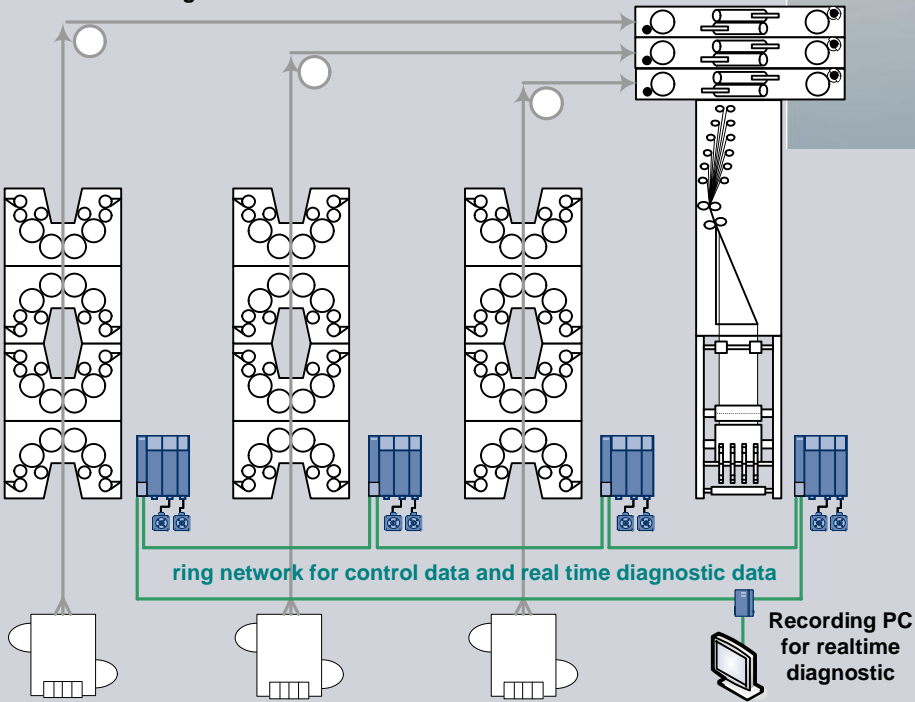 ring network for control data and real time diagnostic data
Recording PC
for realtime
diagnostic